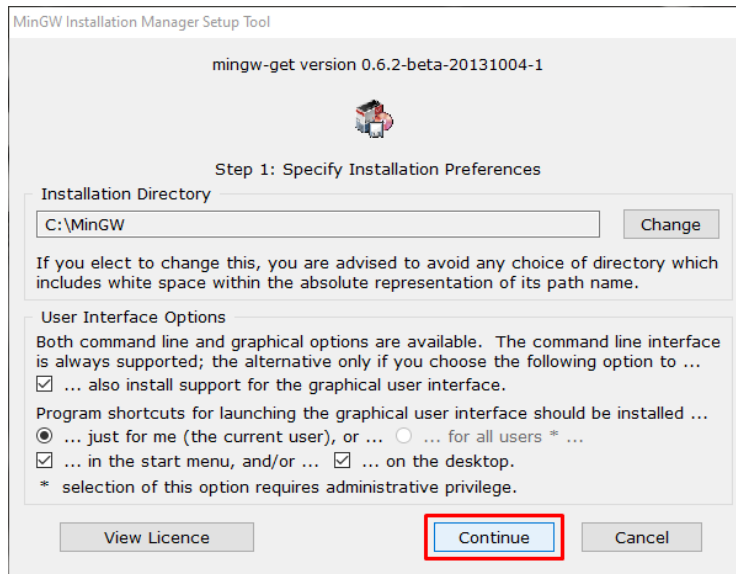 MinGW Installation Manager Setup Tool
mingw-get version 0.6.2-beta-20131004-1
Step 1: Specify Installation Preferences
Installation Directory
C:\MinGW
Change
If you elect to change this, you are advised to avoid any choice of directory which
includes white space within the absolute representation of its path name.
User Interface Options
Both command line and graphical options are available.  The command line interface
is always supported; the alternative only if you choose the following option to ...
... also install support for the graphical user interface.
Program shortcuts for launching the graphical user interface should be installed ...
... just for me (the current user), or ... ... for all users * ...
... in the start menu, and/or ... ... on the desktop.
* selection of this option requires administrative privilege.
View Licence Continue Cancel